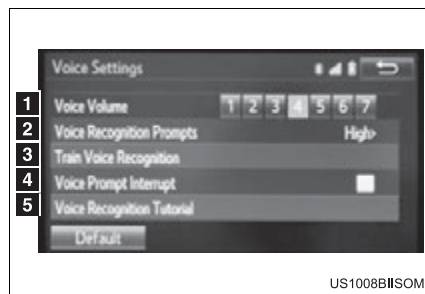 Voice Settings
1 Voice Volume 1 2 3 4 5 6 7
2 Voice Recognition Prompts High>
3 Train Voice Recognition
4 Voice Prompt Interrupt
5 Voice Recognition Tutorial
Default
US1008BIISOM